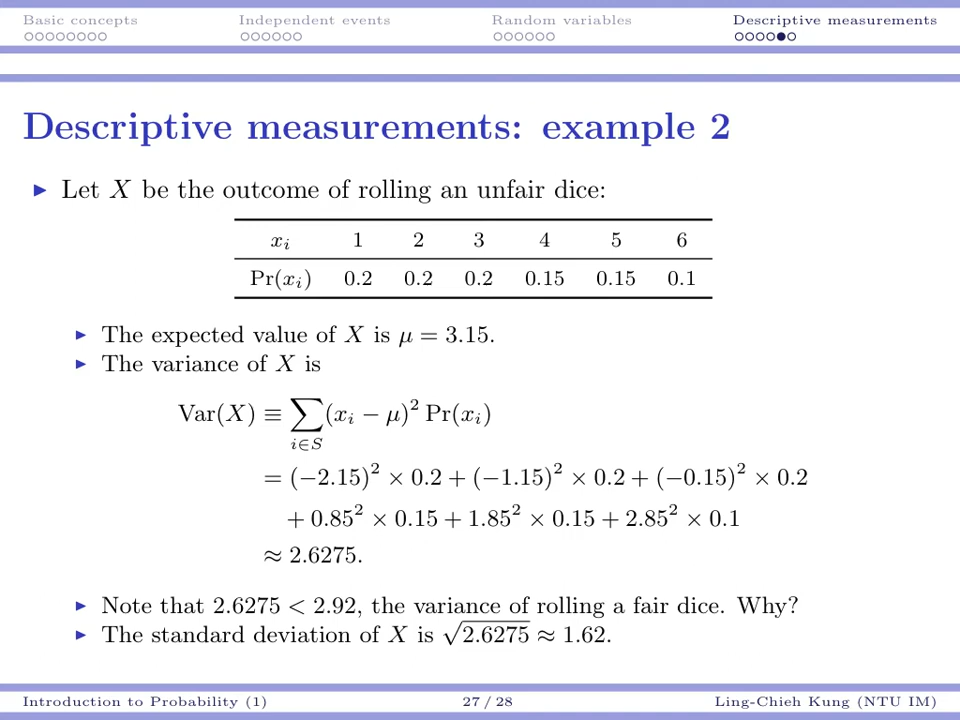 Basic concepts Independent events Random variables Descriptive measurements
Descriptive measurements: example 2
▶ Let X be the outcome of rolling an unfair dice:
xᵢ 1 2 3 4 5 6
Pr(xᵢ) 0.2 0.2 0.2 0.15 0.15 0.1
▶ The expected value of X is μ = 3.15.
▶ The variance of X is
Var(X) ≡ ∑(xᵢ − μ)² Pr(xᵢ)
i∈S
= (−2.15)² × 0.2 + (−1.15)² × 0.2 + (−0.15)² × 0.2
+ 0.85² × 0.15 + 1.85² × 0.15 + 2.85² × 0.1
≈ 2.6275.
▶ Note that 2.6275 < 2.92, the variance of rolling a fair dice. Why?
▶ The standard deviation of X is √2.6275 ≈ 1.62.
Introduction to Probability (1) 27 / 28 Ling-Chieh Kung (NTU IM)